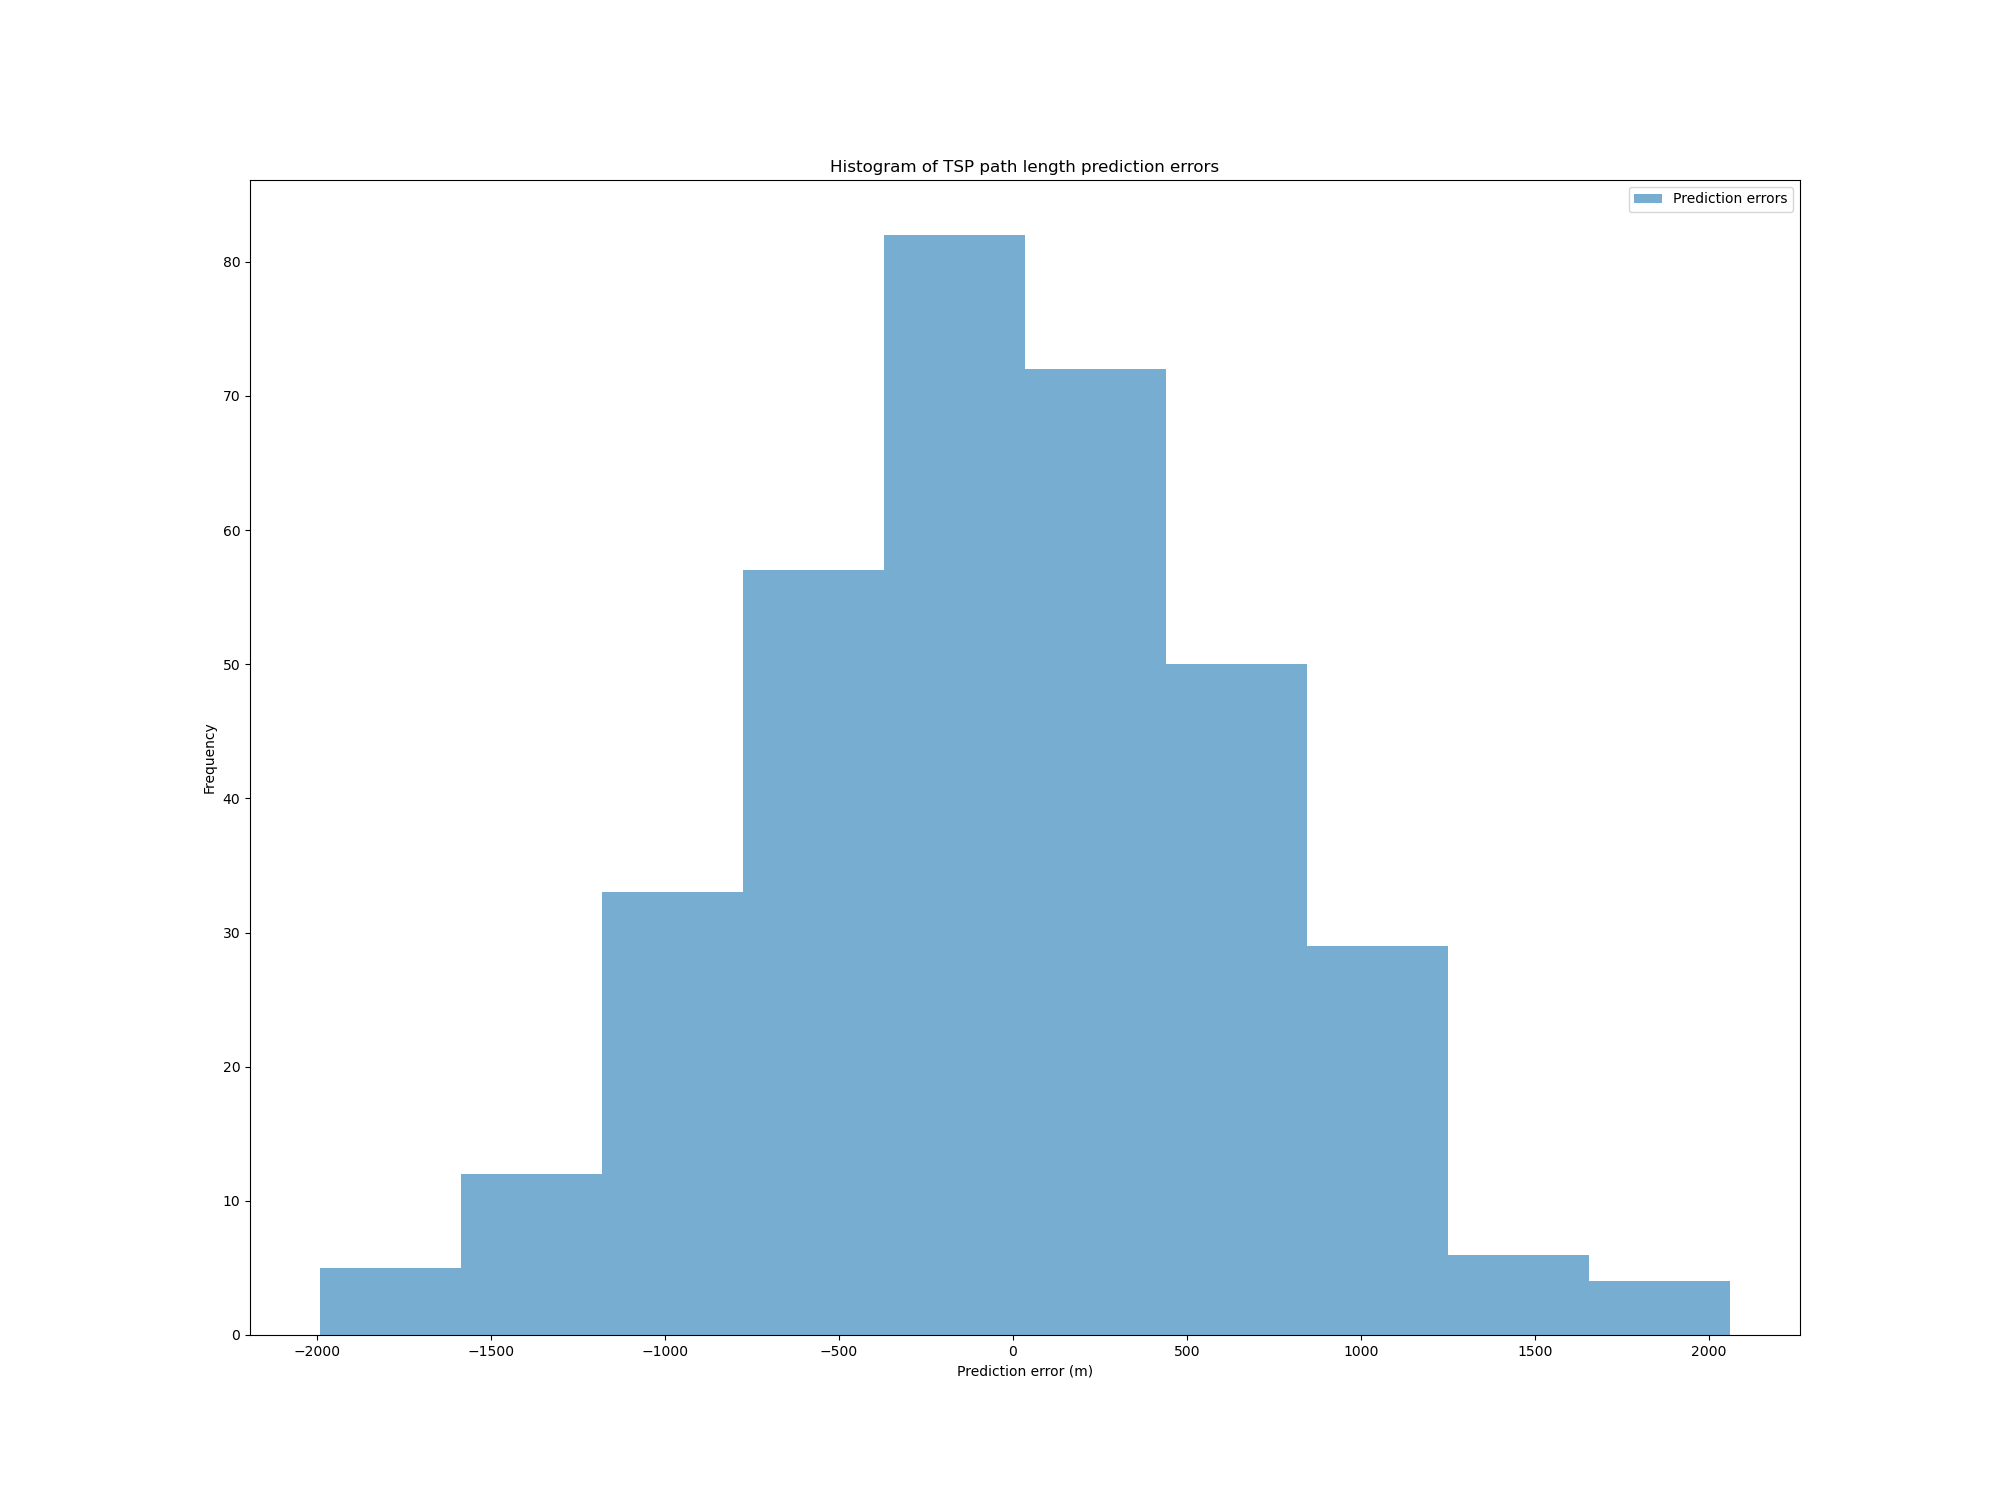 Histogram of TSP path length prediction errors
Prediction errors
80
70
60
50
40
30
20
10
0
Frequency
−2000 −1500 −1000 −500 0 500 1000 1500 2000
Prediction error (m)